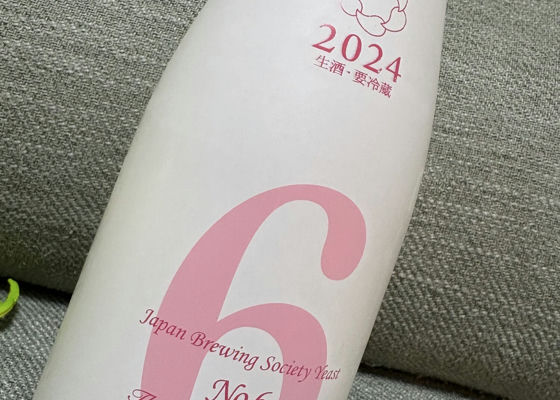 2024
生酒・要冷蔵
6
Japan Brewing Society Yeast
No.6